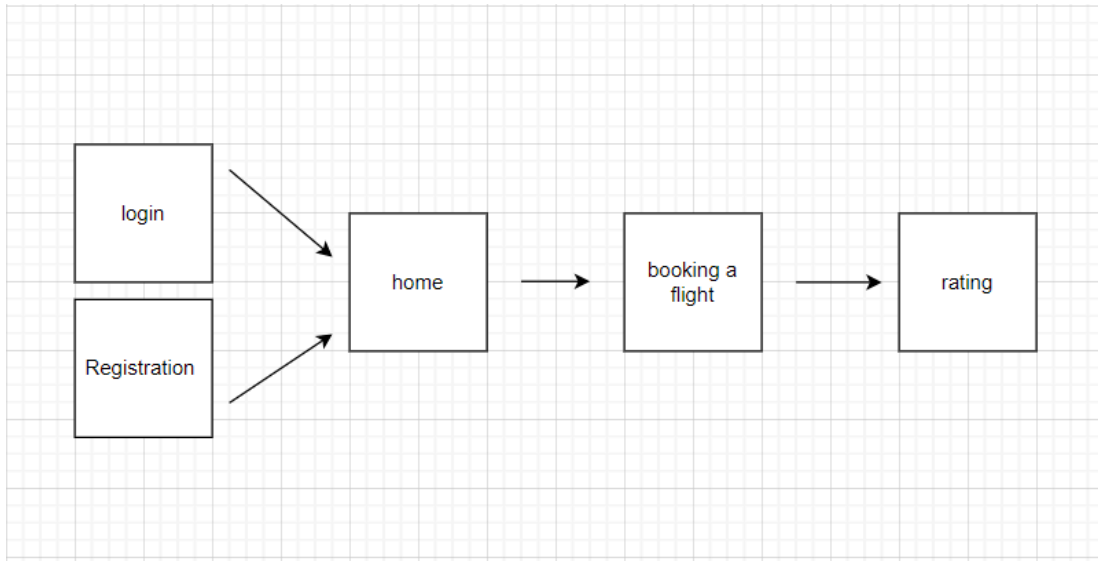 login
Registration
home
booking a
flight
rating